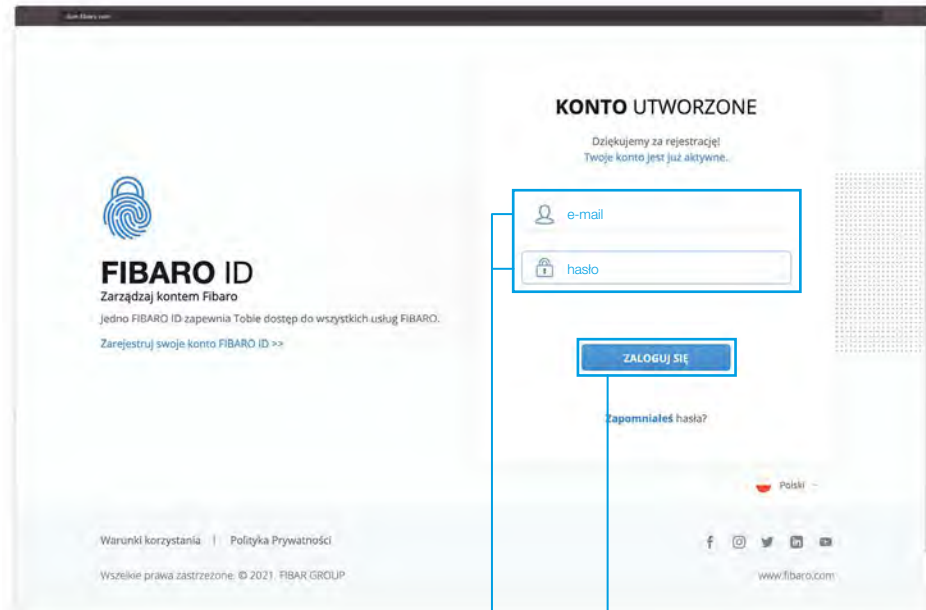 KONTO UTWORZONE
Dziękujemy za rejestrację!
Twoje konto jest już aktywne.
e-mail
hasło
FIBARO ID
Zarządzaj kontem Fibaro
Jedno FIBARO ID zapewnia Tobie dostęp do wszystkich usług FIBARO.
Zarejestruj swoje konto FIBARO ID >>
ZALOGUJ SIĘ
Zapomniałeś hasła?
Polski
Warunki korzystania | Polityka Prywatności
Wszelkie prawa zastrzeżone. © 2021. FIBAR GROUP
www.fibaro.com